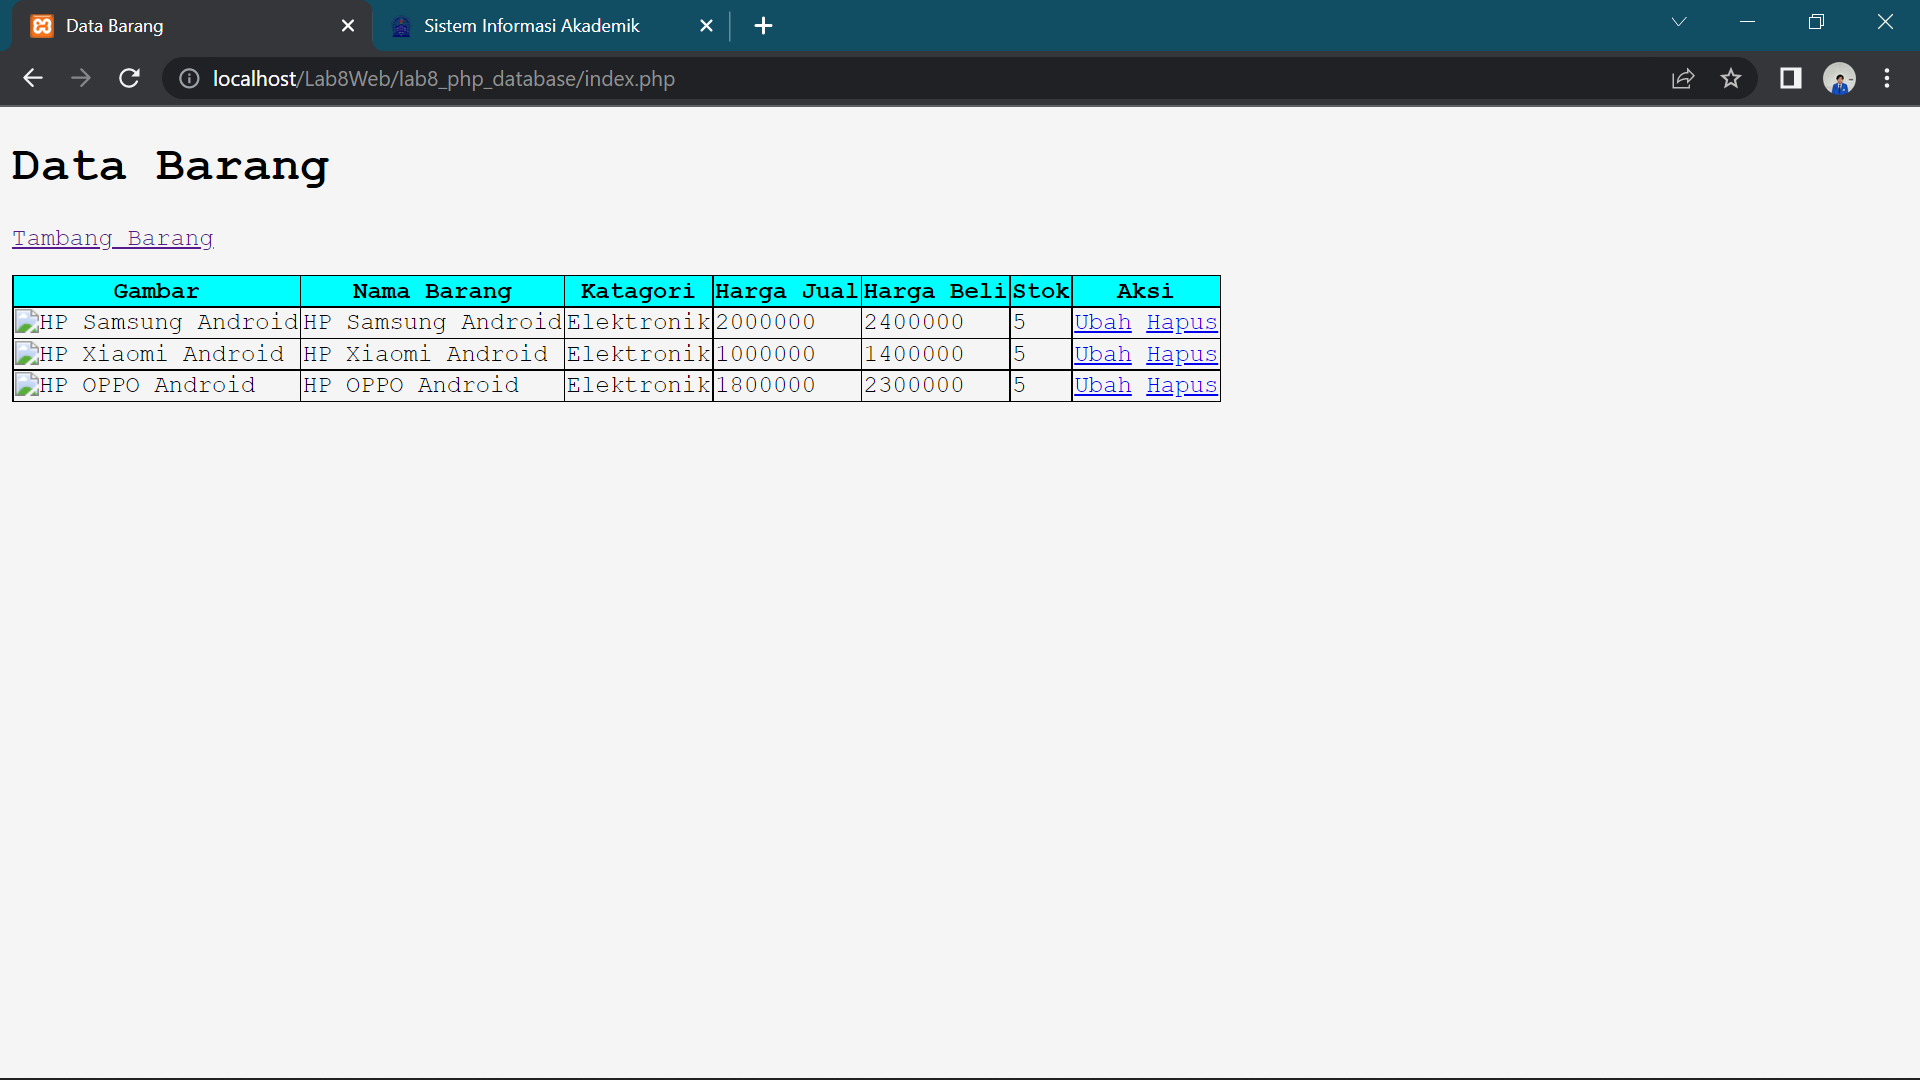 Data Barang
Sistem Informasi Akademik
localhost/Lab8Web/lab8_php_database/index.php
Data Barang
Tambang Barang
Gambar Nama Barang Katagori Harga Jual Harga Beli Stok Aksi
HP Samsung Android HP Samsung Android Elektronik 2000000 2400000 5 Ubah Hapus
HP Xiaomi Android HP Xiaomi Android Elektronik 1000000 1400000 5 Ubah Hapus
HP OPPO Android HP OPPO Android Elektronik 1800000 2300000 5 Ubah Hapus